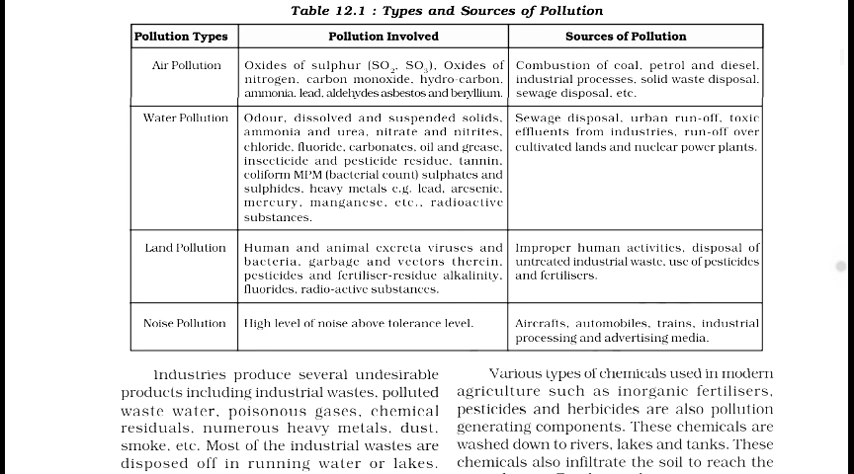 Table 12.1 : Types and Sources of Pollution
Pollution Types
Pollution Involved
Sources of Pollution
Air Pollution
Oxides of sulphur (SO₂, SO₃), Oxides of
nitrogen, carbon monoxide, hydro-carbon,
ammonia, lead, aldehydes asbestos and beryllium.
Combustion of coal, petrol and diesel,
industrial processes, solid waste disposal,
sewage disposal, etc.
Water Pollution
Odour, dissolved and suspended solids,
ammonia and urea, nitrate and nitrites,
chloride, fluoride, carbonates, oil and grease,
insecticide and pesticide residue, tannin,
coliform MPM (bacterial count) sulphates and
sulphides, heavy metals e.g. lead, arcsenic,
mercury, manganese, etc., radioactive
substances.
Sewage disposal, urban run-off, toxic
effluents from industries, run-off over
cultivated lands and nuclear power plants.
Land Pollution
Human and animal excreta viruses and
bacteria, garbage and vectors therein,
pesticides and fertiliser-residue alkalinity,
fluorides, radio-active substances.
Improper human activities, disposal of
untreated industrial waste, use of pesticides
and fertilisers.
Noise Pollution
High level of noise above tolerance level.
Aircrafts, automobiles, trains, industrial
processing and advertising media.
Industries produce several undesirable
products including industrial wastes, polluted
waste water, poisonous gases, chemical
residuals, numerous heavy metals, dust,
smoke, etc. Most of the industrial wastes are
disposed off in running water or lakes.
Various types of chemicals used in modern
agriculture such as inorganic fertilisers,
pesticides and herbicides are also pollution
generating components. These chemicals are
washed down to rivers, lakes and tanks. These
chemicals also infiltrate the soil to reach the